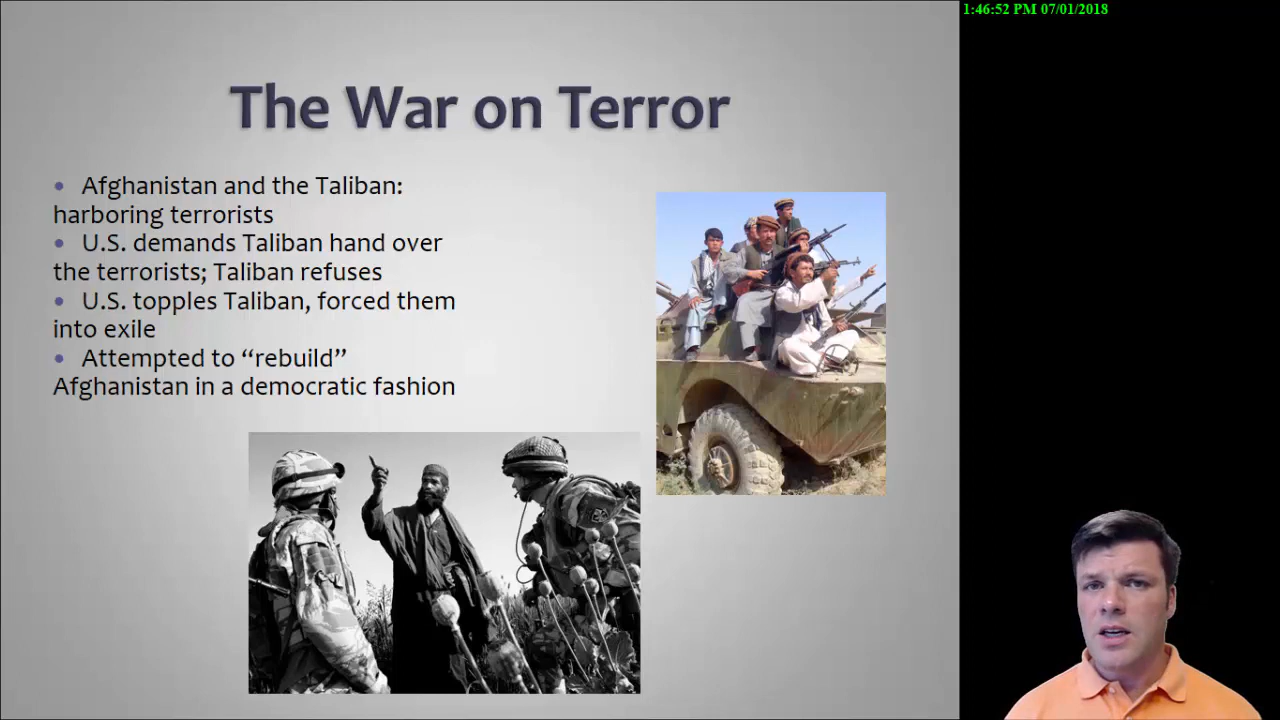 1:46:52 PM 07/01/2018
The War on Terror
• Afghanistan and the Taliban:
harboring terrorists
• U.S. demands Taliban hand over
the terrorists; Taliban refuses
• U.S. topples Taliban, forced them
into exile
• Attempted to “rebuild”
Afghanistan in a democratic fashion